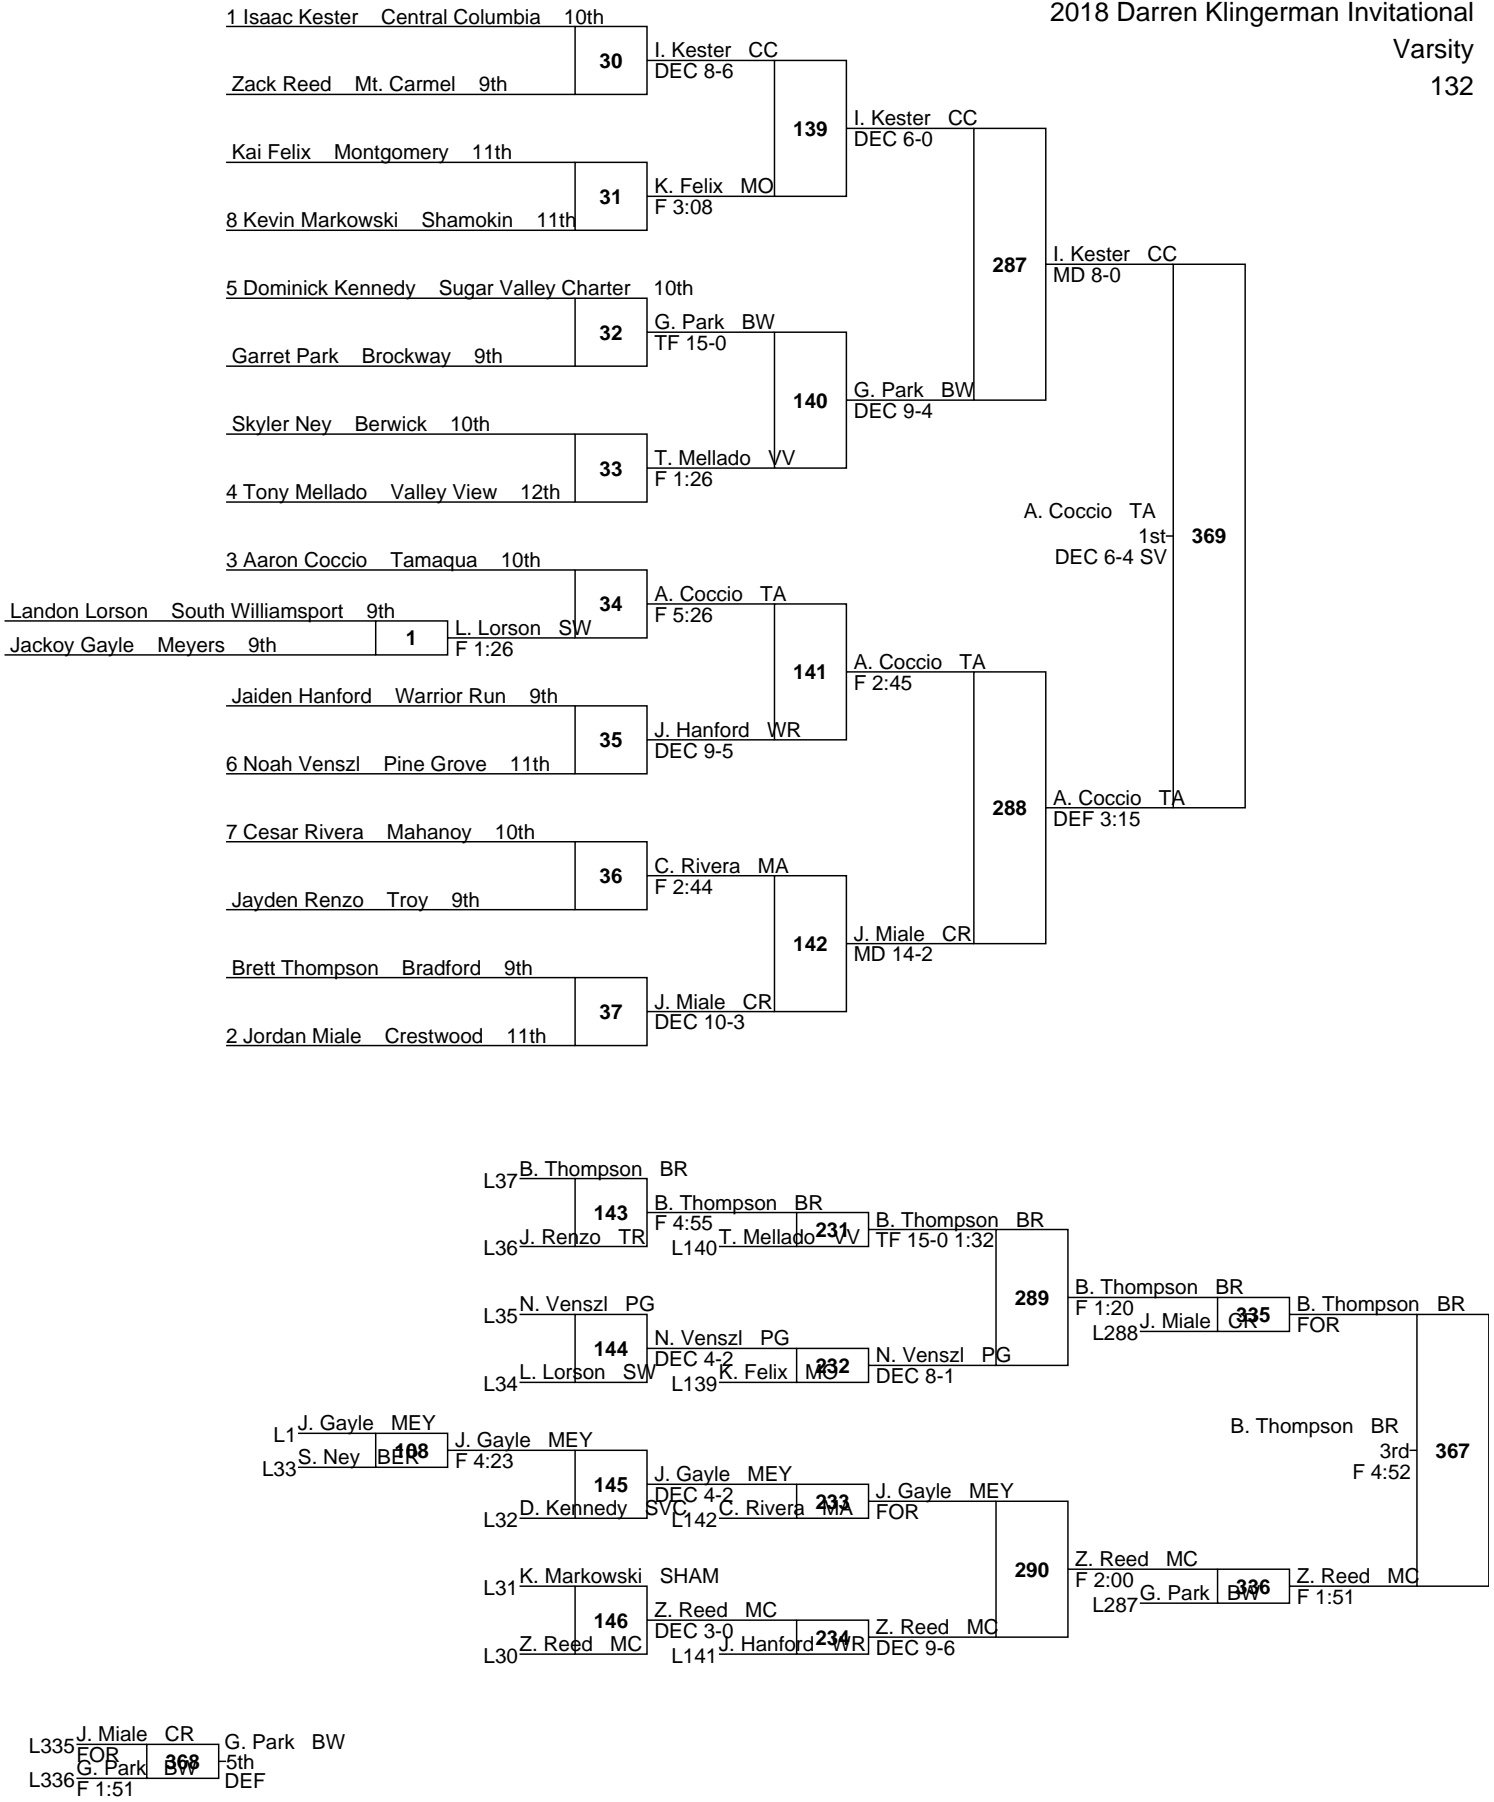 2018 Darren Klingerman Invitational
Varsity
132
1 Isaac Kester Central Columbia 10th
30
I. Kester CC
DEC 8-6
Zack Reed Mt. Carmel 9th
139
I. Kester CC
DEC 6-0
Kai Felix Montgomery 11th
31
K. Felix MO
F 3:08
8 Kevin Markowski Shamokin 11th
287
I. Kester CC
MD 8-0
5 Dominick Kennedy Sugar Valley Charter 10th
32
G. Park BW
TF 15-0
Garret Park Brockway 9th
140
G. Park BW
DEC 9-4
Skyler Ney Berwick 10th
33
T. Mellado VV
F 1:26
4 Tony Mellado Valley View 12th
A. Coccio TA
1st
369
DEC 6-4 SV
3 Aaron Coccio Tamaqua 10th
34
A. Coccio TA
F 5:26
Landon Lorson South Williamsport 9th
1
L. Lorson SW
F 1:26
Jackoy Gayle Meyers 9th
141
A. Coccio TA
F 2:45
Jaiden Hanford Warrior Run 9th
35
J. Hanford WR
DEC 9-5
6 Noah Venszl Pine Grove 11th
288
A. Coccio TA
DEF 3:15
7 Cesar Rivera Mahanoy 10th
36
C. Rivera MA
F 2:44
Jayden Renzo Troy 9th
142
J. Miale CR
MD 14-2
Brett Thompson Bradford 9th
37
J. Miale CR
DEC 10-3
2 Jordan Miale Crestwood 11th
L37 B. Thompson BR
143
B. Thompson BR
F 4:55
L36 J. Renzo TR
L140 T. Mellado VV
231
B. Thompson BR
TF 15-0 1:32
289
B. Thompson BR
F 1:20
L288 J. Miale CR
335
B. Thompson BR
FOR
L35 N. Venszl PG
144
N. Venszl PG
DEC 4-2
L34 L. Lorson SW
L139 K. Felix MO
232
N. Venszl PG
DEC 8-1
L1 J. Gayle MEY
108
J. Gayle MEY
F 4:23
L33 S. Ney BER
B. Thompson BR
3rd
367
F 4:52
145
J. Gayle MEY
DEC 4-2
L32 D. Kennedy SVC
L142 C. Rivera MA
233
J. Gayle MEY
FOR
290
Z. Reed MC
F 2:00
L287 G. Park BW
336
Z. Reed MC
F 1:51
L31 K. Markowski SHAM
146
Z. Reed MC
DEC 3-0
L30 Z. Reed MC
L141 J. Hanford WR
234
Z. Reed MC
DEC 9-6
L335 J. Miale CR
FOR
368
G. Park BW
5th
DEF
L336 G. Park BW
F 1:51